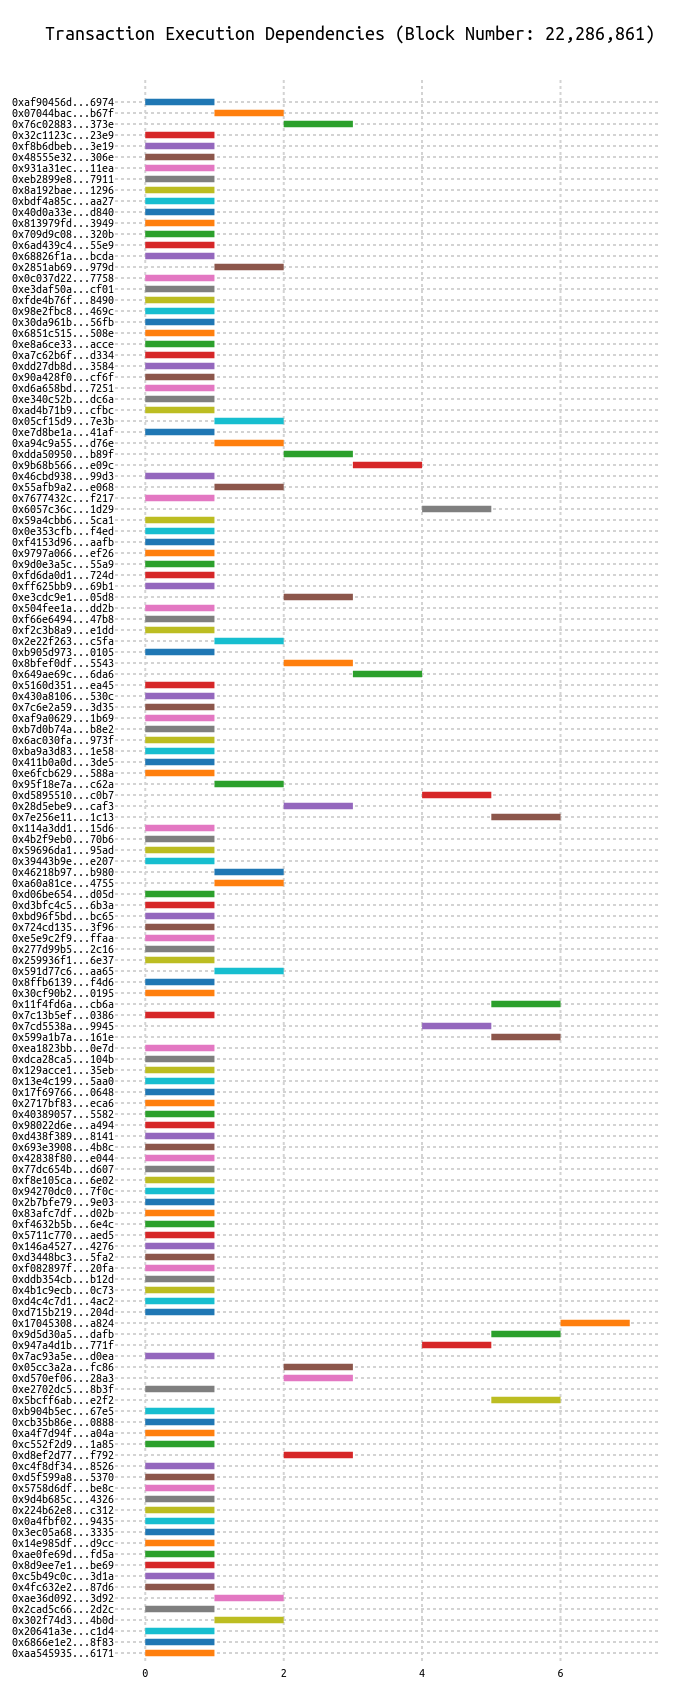 Transaction Execution Dependencies (Block Number: 22,286,861)
0xaf90456d...6974
0x07044bac...b67f
0x76c02883...373e
0x32c1123c...23e9
0xf8b6dbeb...3e19
0x48555e32...306e
0x931a31ec...11ea
0xeb2899e8...7911
0x8a192bae...1296
0xbdf4a85c...aa27
0x40d0a33e...d840
0x813979fd...3949
0x709d9c08...320b
0x6ad439c4...55e9
0x68826f1a...bcda
0x2851ab69...979d
0x0c037d22...7758
0xe3daf50a...cf01
0xfde4b76f...8490
0x98e2fbc8...469c
0x30da961b...56fb
0x6851c515...508e
0xe8a6ce33...acce
0xa7c62b6f...d334
0xdd27db8d...3584
0x90a428f0...cf6f
0xd6a658bd...7251
0xe340c52b...dc6a
0xad4b71b9...cfbc
0x05cf15d9...7e3b
0xe7d8be1a...41af
0xa94c9a55...d76e
0xdda50950...b89f
0x9b68b566...e09c
0x46cbd938...99d3
0x55afb9a2...e068
0x7677432c...f217
0x6057c36c...1d29
0x59a4cbb6...5ca1
0x0e353cfb...f4ed
0xf4153d96...aafb
0x9797a066...ef26
0x9d0e3a5c...55a9
0xfd6da0d1...724d
0xff625bb9...69b1
0xe3cdc9e1...05d8
0x504fee1a...dd2b
0xf66e6494...47b8
0xf2c3b8a9...e1dd
0x2e22f263...c5fa
0xb905d973...0105
0x8bfef0df...5543
0x649ae69c...6da6
0x5160d351...ea45
0x430a8106...530c
0x7c6e2a59...3d35
0xaf9a0629...1b69
0xb7d0b74a...b8e2
0x6ac030fa...973f
0xba9a3d83...1e58
0x411b0a0d...3de5
0xe6fcb629...588a
0x95f18e7a...c62a
0xd5895510...c0b7
0x28d5ebe9...caf3
0x7e256e11...1c13
0x114a3dd1...15d6
0x4b2f9eb0...70b6
0x59696da1...95ad
0x39443b9e...e207
0x46218b97...b980
0xa60a81ce...4755
0xd06be654...d05d
0xd3bfc4c5...6b3a
0xbd96f5bd...bc65
0x724cd135...3f96
0xe5e9c2f9...ffaa
0x277d99b5...2c16
0x259936f1...6e37
0x591d77c6...aa65
0x8ffb6139...f4d6
0x30cf90b2...0195
0x11f4fd6a...cb6a
0x7c13b5ef...0386
0x7cd5538a...9945
0x599a1b7a...161e
0xea1823bb...0e7d
0xdca28ca5...104b
0x129acce1...35eb
0x13e4c199...5aa0
0x17f69766...0648
0x2717bf83...eca6
0x40389057...5582
0x98022d6e...a494
0xd438f389...8141
0x693e3908...4b8c
0x42838f80...e044
0x77dc654b...d607
0xf8e105ca...6e02
0x94270dc0...7f0c
0x2b7bfe79...9e03
0x83afc7df...d02b
0xf4632b5b...6e4c
0x5711c770...aed5
0x146a4527...4276
0xd3448bc3...5fa2
0xf082897f...20fa
0xddb354cb...b12d
0x4b1c9ecb...0c73
0xd4c4c7d1...4ac2
0xd715b219...204d
0x17045308...a824
0x9d5d30a5...dafb
0x947a4d1b...771f
0x7ac93a5e...d0ea
0x05cc3a2a...fc86
0xd570ef06...28a3
0xe2702dc5...8b3f
0x5bcff6ab...e2f2
0xb904b5ec...67e5
0xcb35b86e...0888
0xa4f7d94f...a04a
0xc552f2d9...1a85
0xd8ef2d77...f792
0xc4f8df34...8526
0xd5f599a8...5370
0x5758d6df...be8c
0x9d4b685c...4326
0x224b62e8...c312
0x0a4fbf02...9435
0x3ec05a68...3335
0x14e985df...d9cc
0xae0fe69d...fd5a
0x8d9ee7e1...be69
0xc5b49c0c...3d1a
0x4fc632e2...87d6
0xae36d092...3d92
0x2cad5c66...2d2c
0x302f74d3...4b0d
0x20641a3e...c1d4
0x6866e1e2...8f83
0xaa545935...6171
0 2 4 6